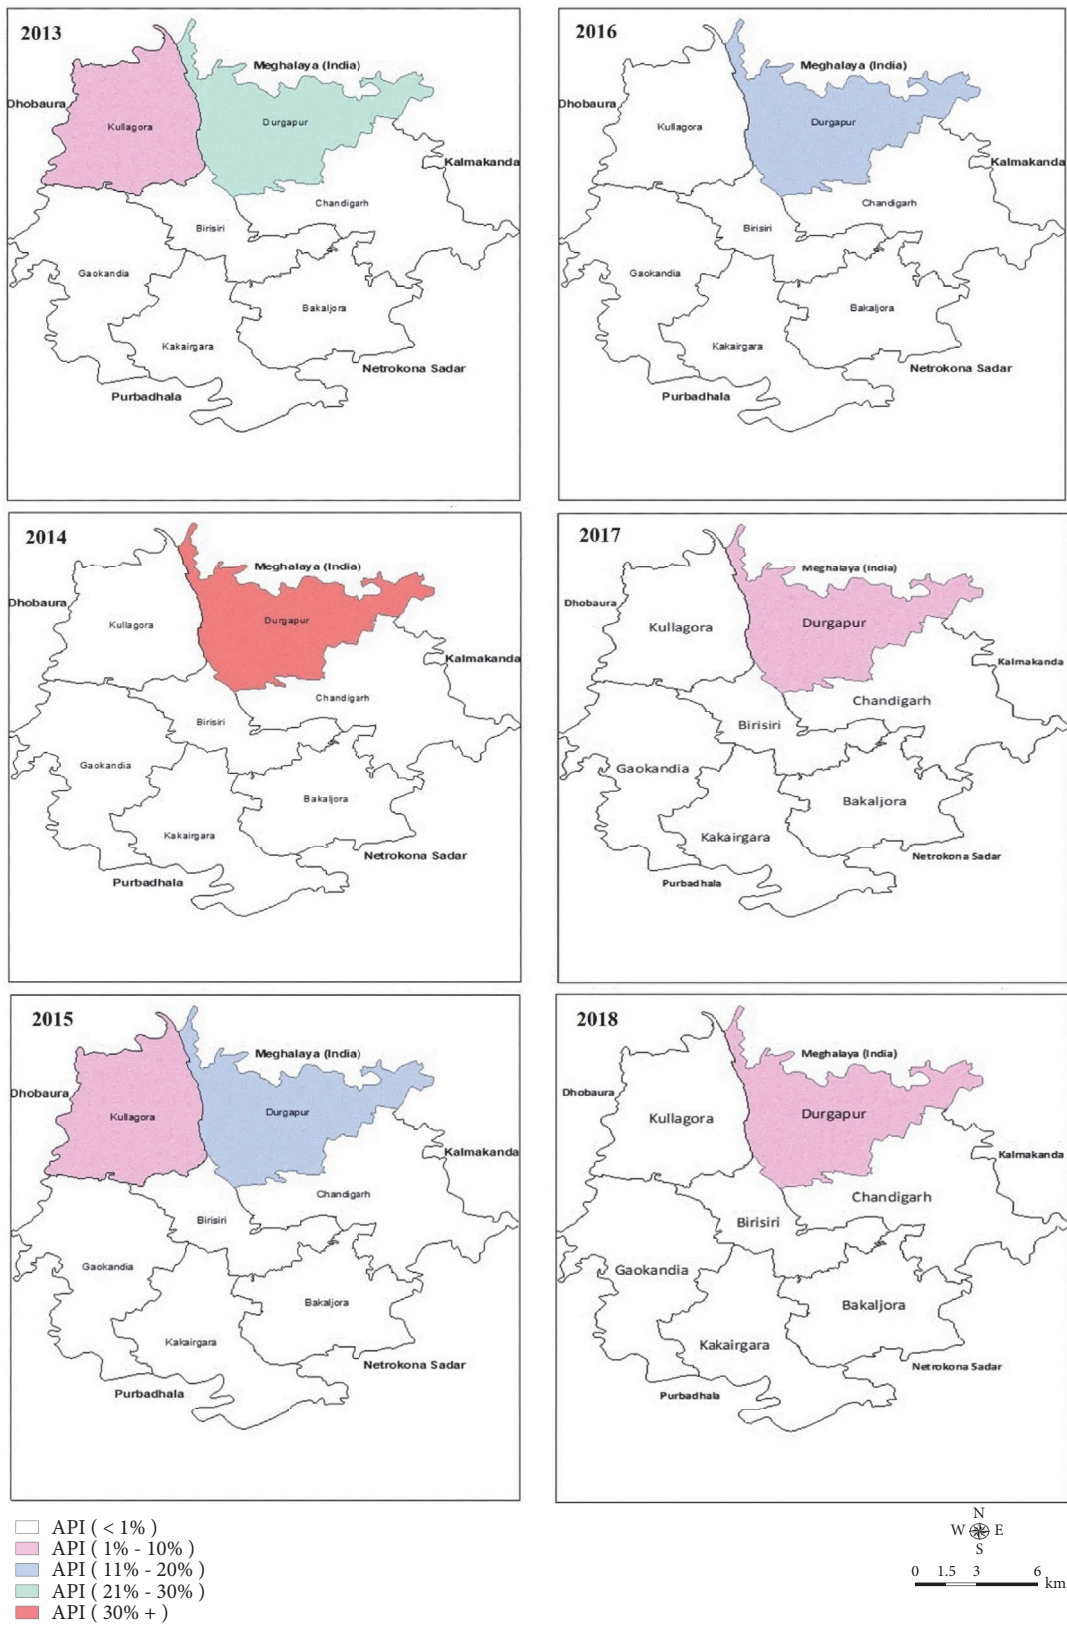 2013
Meghalaya (India)
Dhobaura
Kullagora
Durgapur
Kalmakanda
Chandigarh
Birisiri
Gaokandia
Bakaljora
Kakairgara
Netrokona Sadar
Purbadhala
2016
Meghalaya (India)
Dhobaura
Kullagora
Durgapur
Kalmakanda
Chandigarh
Birisiri
Gaokandia
Bakaljora
Kakairgara
Netrokona Sadar
Purbadhala
2014
Meghalaya (India)
Dhobaura
Kullagora
Durgapur
Kalmakanda
Chandigarh
Birisiri
Gaokandia
Bakaljora
Kakairgara
Netrokona Sadar
Purbadhala
2017
Meghalaya (India)
Dhobaura
Kullagora
Durgapur
Kalmakanda
Chandigarh
Birisiri
Gaokandia
Bakaljora
Kakairgara
Netrokona Sadar
Purbadhala
2015
Meghalaya (India)
Dhobaura
Kullagora
Durgapur
Kalmakanda
Chandigarh
Birisiri
Gaokandia
Bakaljora
Kakairgara
Netrokona Sadar
Purbadhala
2018
Meghalaya (India)
Dhobaura
Kullagora
Durgapur
Kalmakanda
Chandigarh
Birisiri
Gaokandia
Bakaljora
Kakairgara
Netrokona Sadar
Purbadhala
API ( < 1% )
API ( 1% - 10% )
API ( 11% - 20% )
API ( 21% - 30% )
API ( 30% + )
N
W E
S
0 1.5 3 6
km